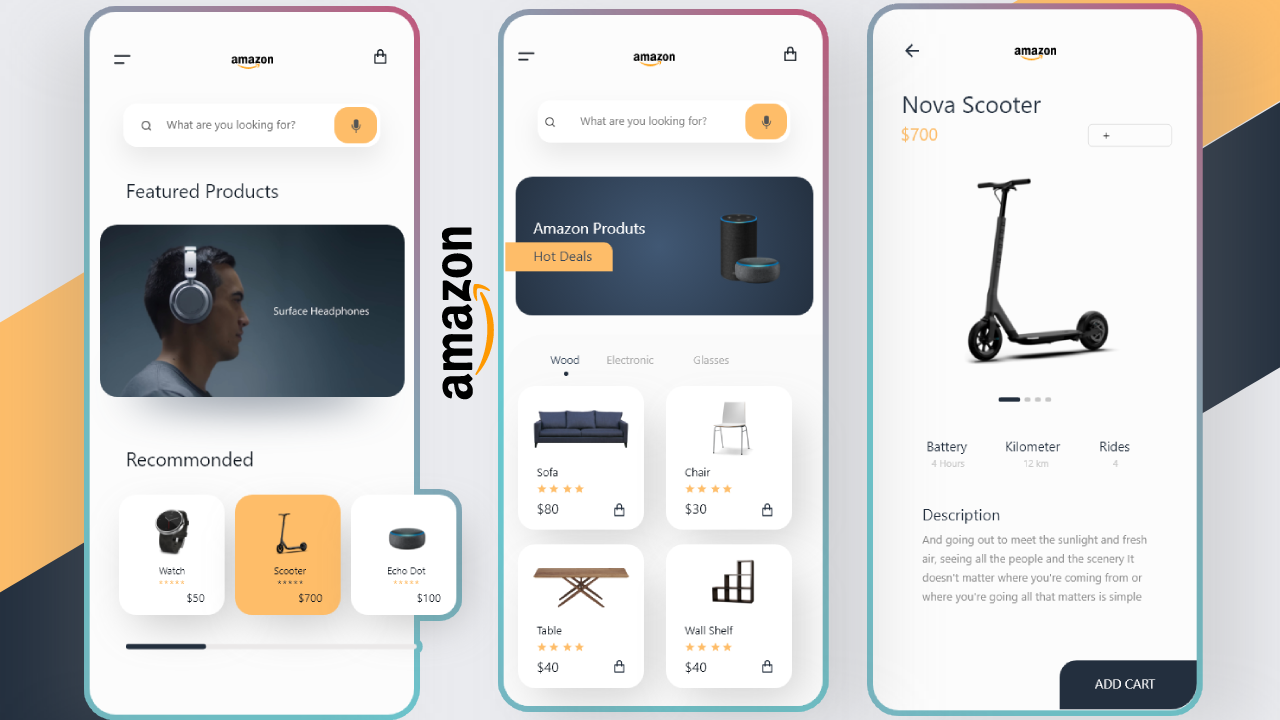 amazon
What are you looking for?
Featured Products
Surface Headphones
Recommonded
Watch
$50
Scooter
$700
Echo Dot
$100
amazon
amazon
What are you looking for?
Amazon Produts
Hot Deals
Wood Electronic Glasses
Sofa
$80
Chair
$30
Table
$40
Wall Shelf
$40
amazon
Nova Scooter
$700
+
Battery Kilometer Rides
4 Hours 12 km 4
Description
And going out to meet the sunlight and fresh
air, seeing all the people and the scenery It
doesn't matter where you're coming from or
where you're going all that matters is simple
ADD CART